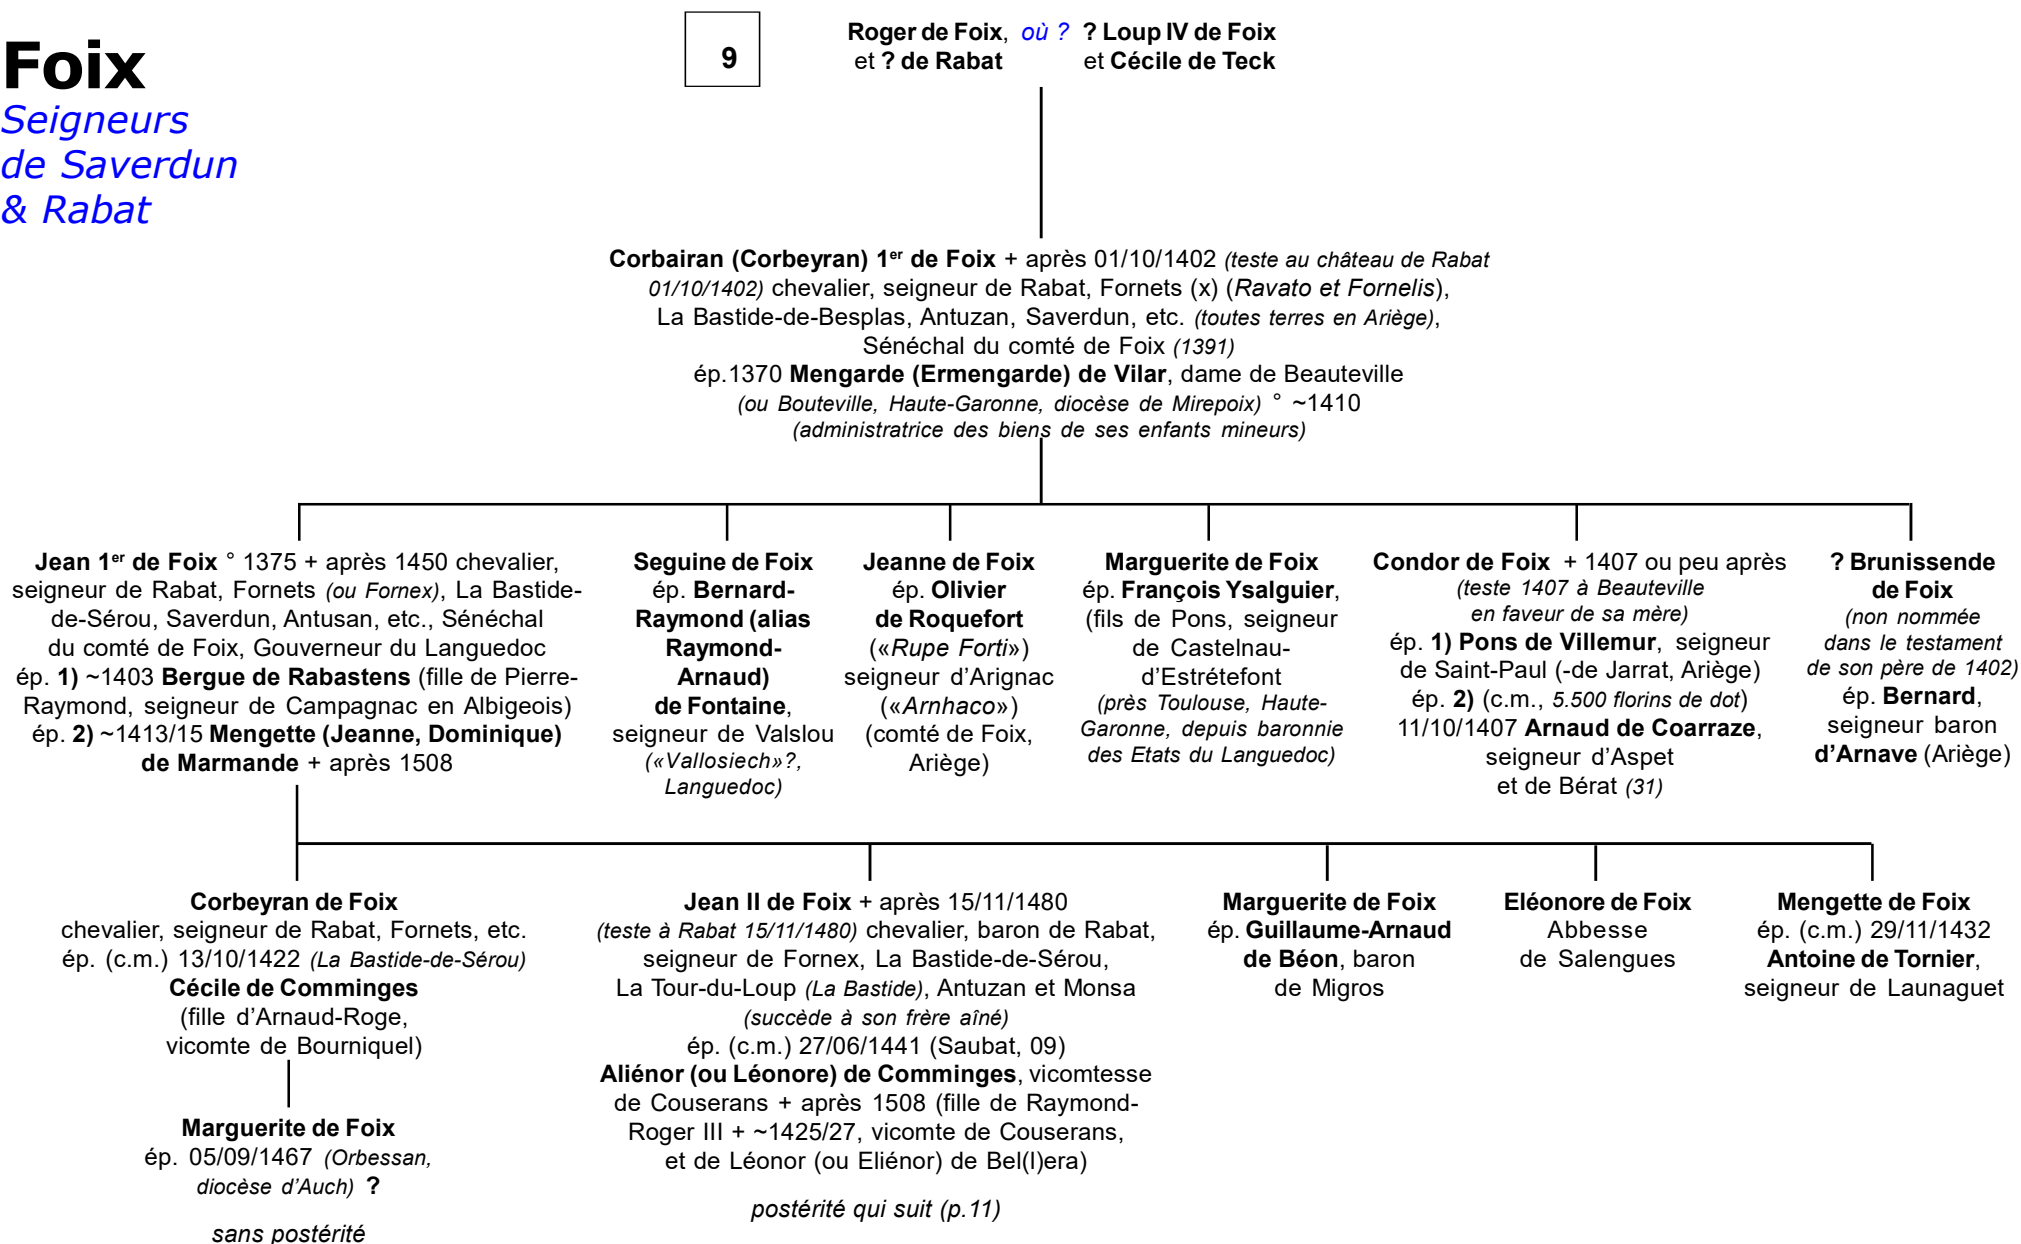 Foix
Seigneurs
de Saverdun
& Rabat
9
Roger de Foix, où ? ? Loup IV de Foix
et ? de Rabat et Cécile de Teck
Corbairan (Corbeyran) 1er de Foix + après 01/10/1402 (teste au château de Rabat
01/10/1402) chevalier, seigneur de Rabat, Fornets (x) (Ravato et Fornelis),
La Bastide-de-Besplas, Antuzan, Saverdun, etc. (toutes terres en Ariège),
Sénéchal du comté de Foix (1391)
ép.1370 Mengarde (Ermengarde) de Vilar, dame de Beauteville
(ou Bouteville, Haute-Garonne, diocèse de Mirepoix) ° ~1410
(administratrice des biens de ses enfants mineurs)
Jean 1er de Foix ° 1375 + après 1450 chevalier,
seigneur de Rabat, Fornets (ou Fornex), La Bastide-
de-Sérou, Saverdun, Antusan, etc., Sénéchal
du comté de Foix, Gouverneur du Languedoc
ép. 1) ~1403 Bergue de Rabastens (fille de Pierre-
Raymond, seigneur de Campagnac en Albigeois)
ép. 2) ~1413/15 Mengette (Jeanne, Dominique)
de Marmande + après 1508
Seguine de Foix
ép. Bernard-
Raymond (alias
Raymond-
Arnaud)
de Fontaine,
seigneur de Valslou
(«Vallosiech»?,
Languedoc)
Jeanne de Foix
ép. Olivier
de Roquefort
(«Rupe Forti»)
seigneur d'Arignac
(«Arnhaco»)
(comté de Foix,
Ariège)
Marguerite de Foix
ép. François Ysalguier,
(fils de Pons, seigneur
de Castelnau-
d'Estrétefont
(près Toulouse, Haute-
Garonne, depuis baronnie
des Etats du Languedoc)
Condor de Foix + 1407 ou peu après
(teste 1407 à Beauteville
en faveur de sa mère)
ép. 1) Pons de Villemur, seigneur
de Saint-Paul (-de Jarrat, Ariège)
ép. 2) (c.m., 5.500 florins de dot)
11/10/1407 Arnaud de Coarraze,
seigneur d'Aspet
et de Bérat (31)
? Brunissende
de Foix
(non nommée
dans le testament
de son père de 1402)
ép. Bernard,
seigneur baron
d'Arnave (Ariège)
Corbeyran de Foix
chevalier, seigneur de Rabat, Fornets, etc.
ép. (c.m.) 13/10/1422 (La Bastide-de-Sérou)
Cécile de Comminges
(fille d'Arnaud-Roge,
vicomte de Bourniquel)
Marguerite de Foix
ép. 05/09/1467 (Orbessan,
diocèse d'Auch) ?
sans postérité
Jean II de Foix + après 15/11/1480
(teste à Rabat 15/11/1480) chevalier, baron de Rabat,
seigneur de Fornex, La Bastide-de-Sérou,
La Tour-du-Loup (La Bastide), Antuzan et Monsa
(succède à son frère aîné)
ép. (c.m.) 27/06/1441 (Saubat, 09)
Aliénor (ou Léonore) de Comminges, vicomtesse
de Couserans + après 1508 (fille de Raymond-
Roger III + ~1425/27, vicomte de Couserans,
et de Léonor (ou Eliénor) de Bel(l)era)
postérité qui suit (p.11)
Marguerite de Foix
ép. Guillaume-Arnaud
de Béon, baron
de Migros
Eléonore de Foix
Abbesse
de Salengues
Mengette de Foix
ép. (c.m.) 29/11/1432
Antoine de Tornier,
seigneur de Launaguet